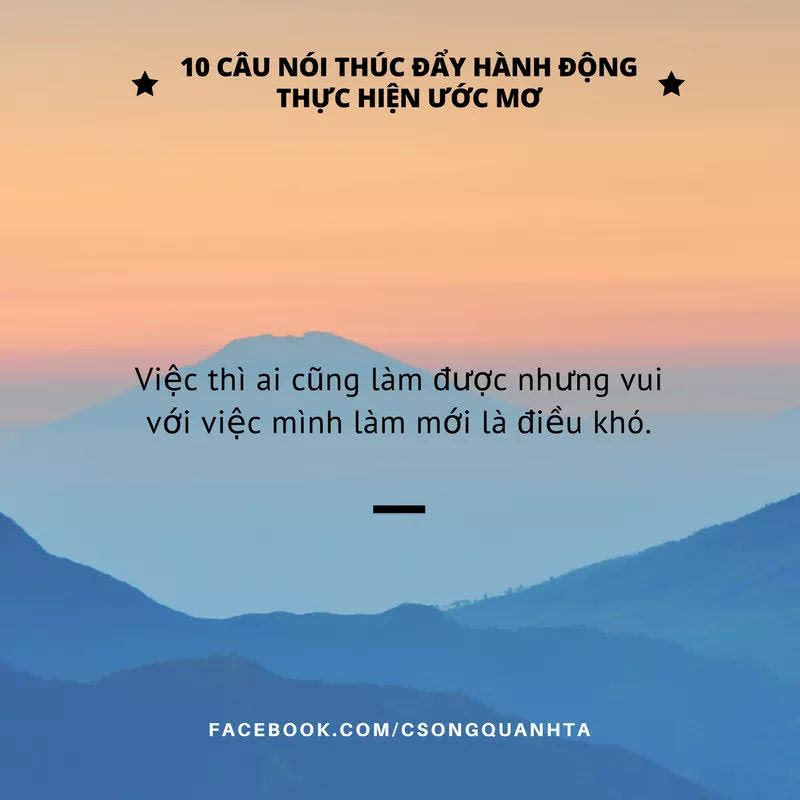 10 CÂU NÓI THÚC ĐẨY HÀNH ĐỘNG
THỰC HIỆN ƯỚC MƠ
Việc thì ai cũng làm được nhưng vui
với việc mình làm mới là điều khó.
FACEBOOK.COM/CSONGQUANHTA